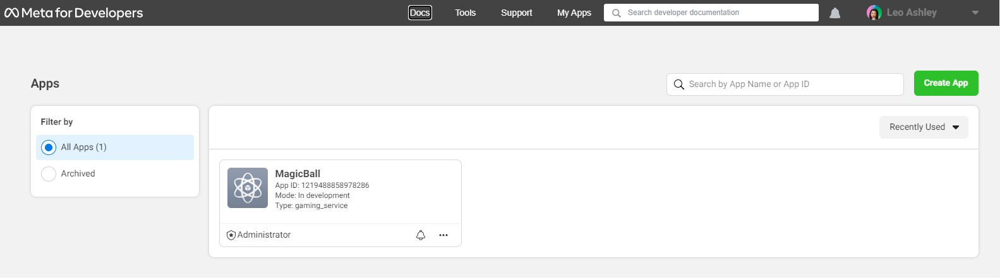 Meta for Developers
Docs
Tools
Support
My Apps
Search developer documentation
Leo Ashley
Apps
Search by App Name or App ID
Create App
Filter by
All Apps (1)
Archived
Recently Used
MagicBall
App ID: 1219488858978286
Mode: In development
Type: gaming_service
Administrator